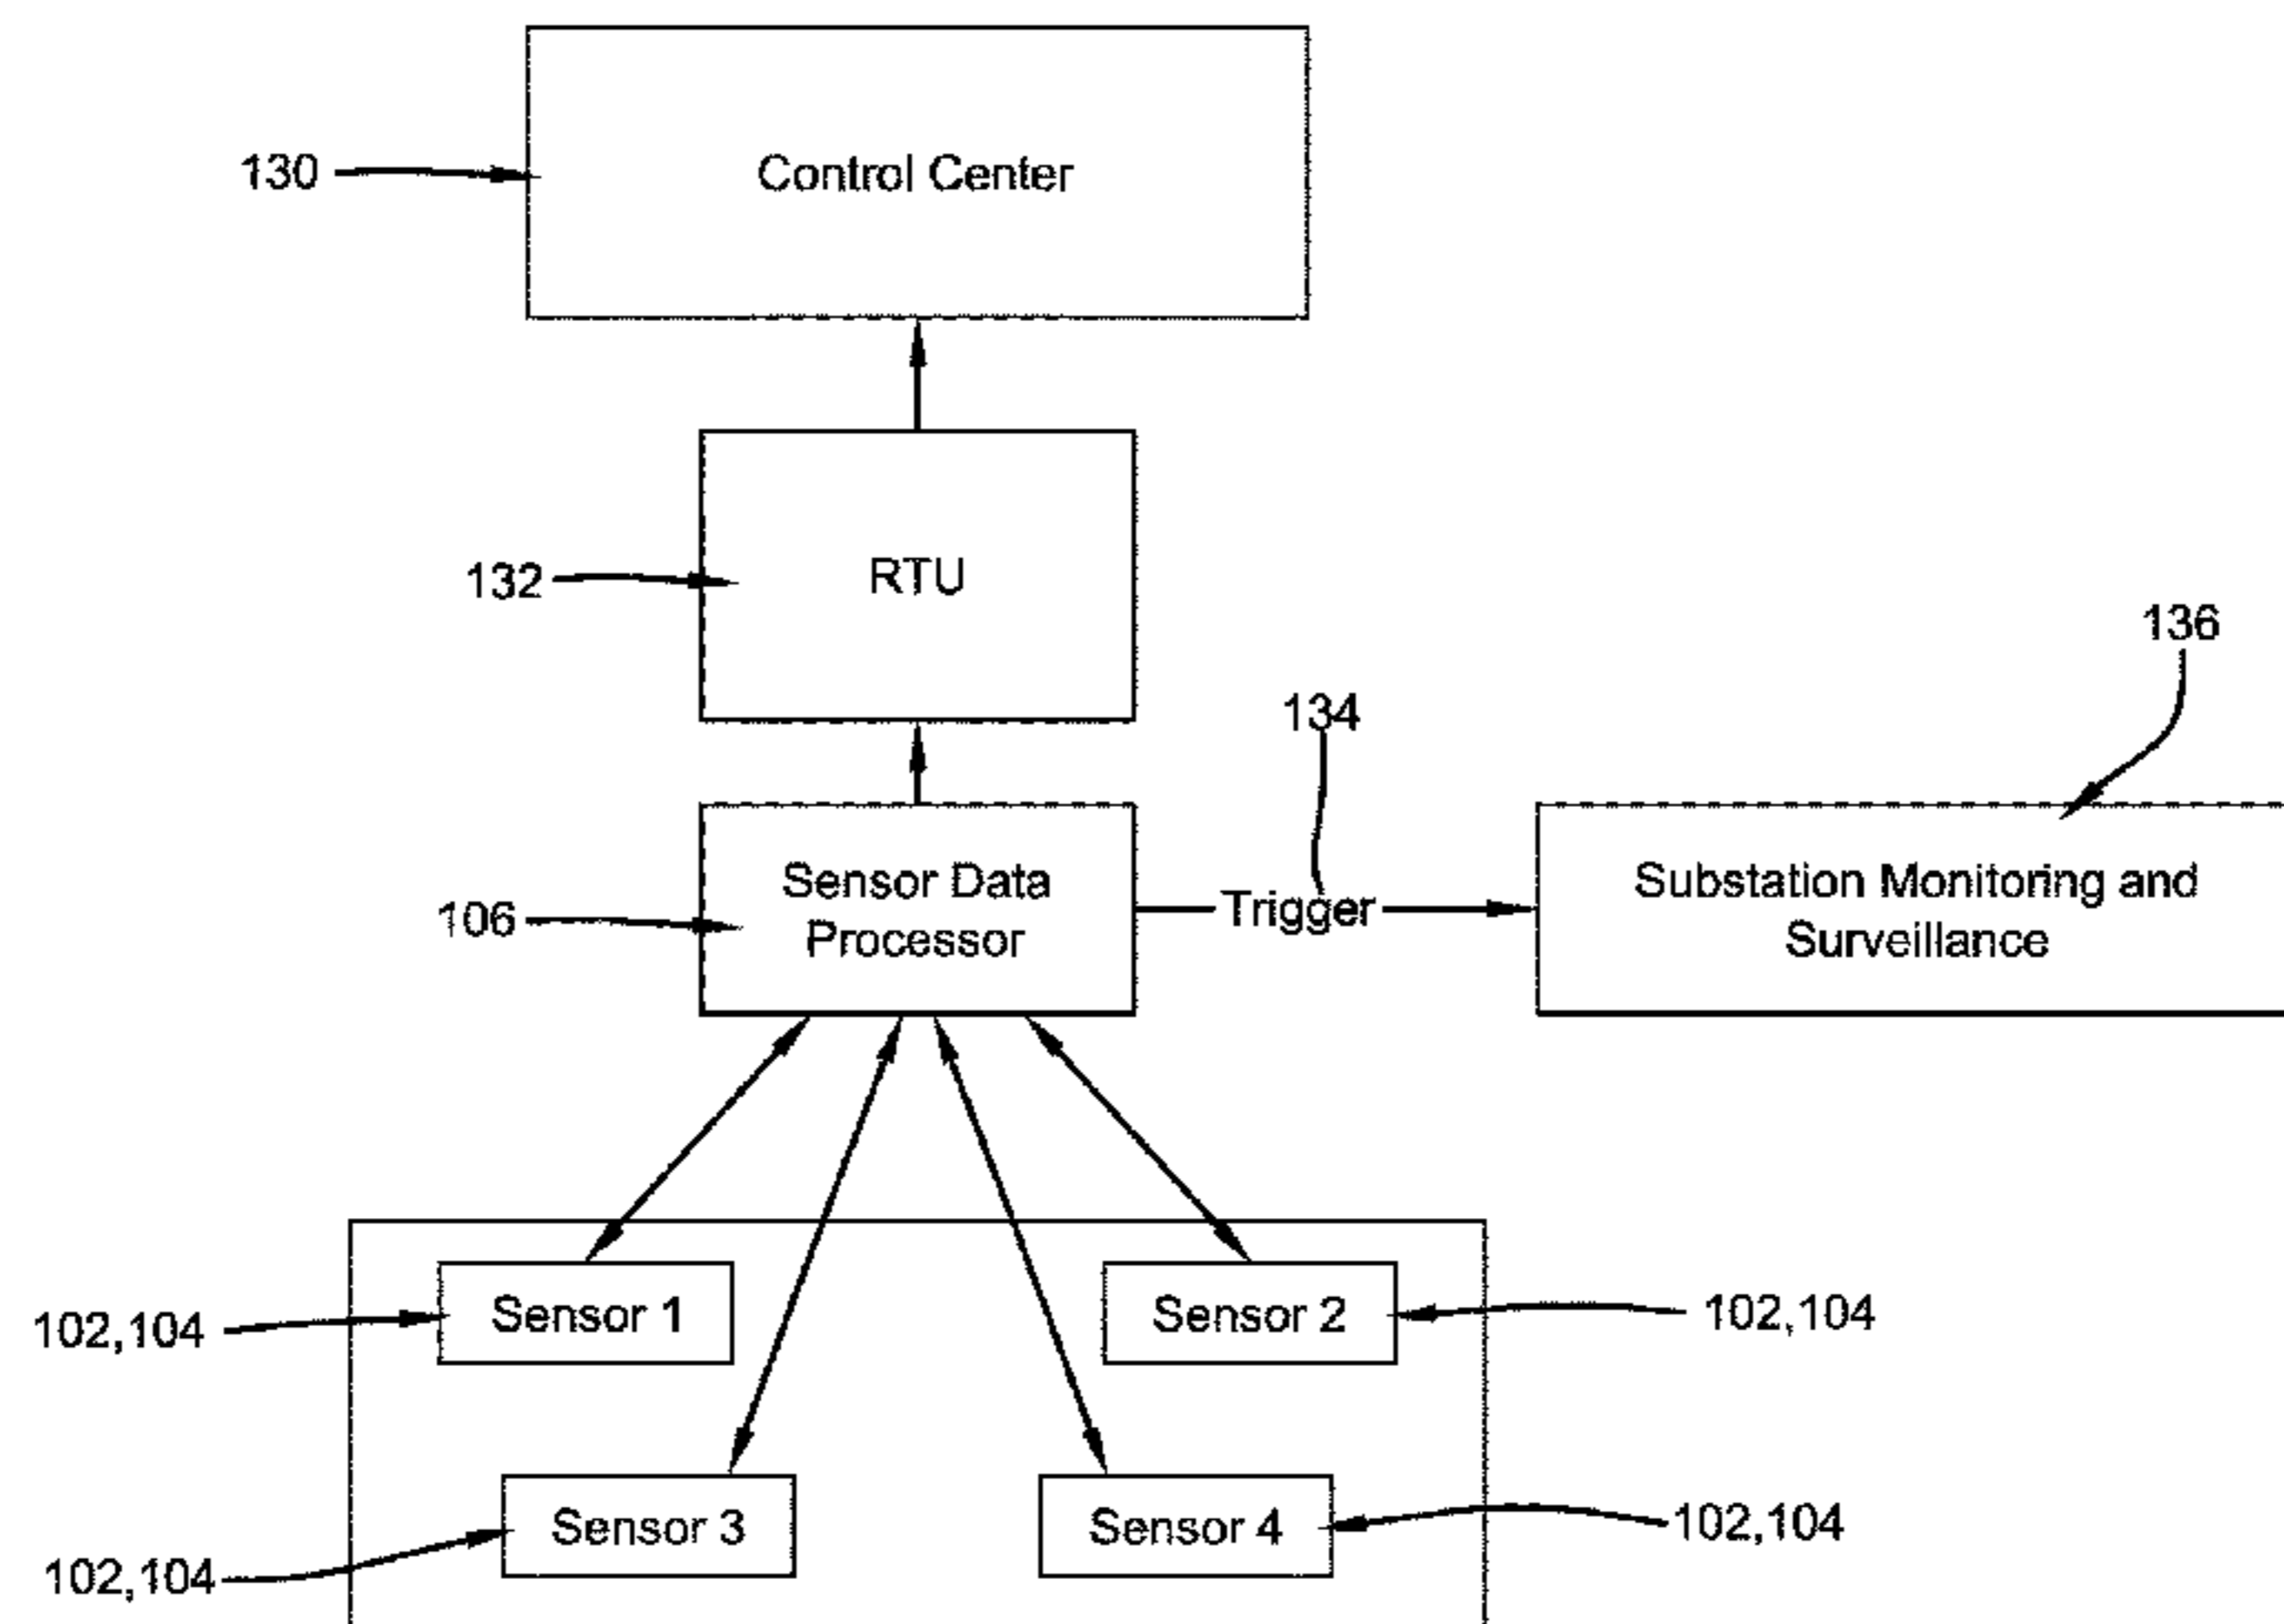 130
Control Center
132
RTU
136
134
106
Sensor Data
Processor
Trigger
Substation Monitoring and
Surveillance
102,104
Sensor 1
Sensor 2
102,104
102,104
Sensor 3
Sensor 4
102,104